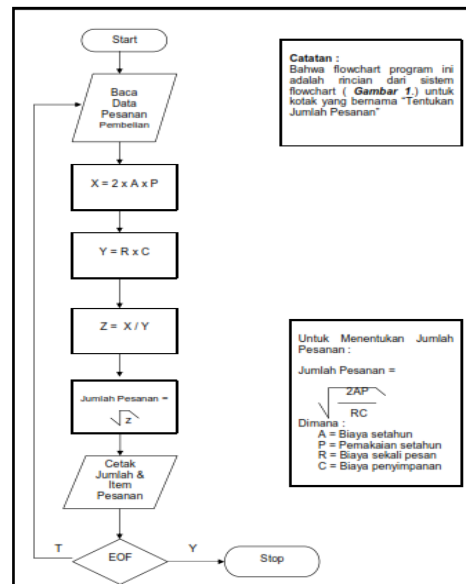 Start
Baca
Data
Pesanan
Pembelian
X = 2 x A x P
Y = R x C
Z = X / Y
Jumlah Pesanan =
√z
Cetak
Jumlah &
Item
Pesanan
T
EOF
Y
Stop
Catatan :
Bahwa flowchart program ini
adalah rincian dari sistem
flowchart ( Gambar 1.) untuk
kotak yang bernama “Tentukan
Jumlah Pesanan”
Untuk Menentukan Jumlah
Pesanan :
Jumlah Pesanan =
√ 2AP
RC
Dimana :
A = Biaya setahun
P = Pemakaian setahun
R = Biaya sekali pesan
C = Biaya penyimpanan